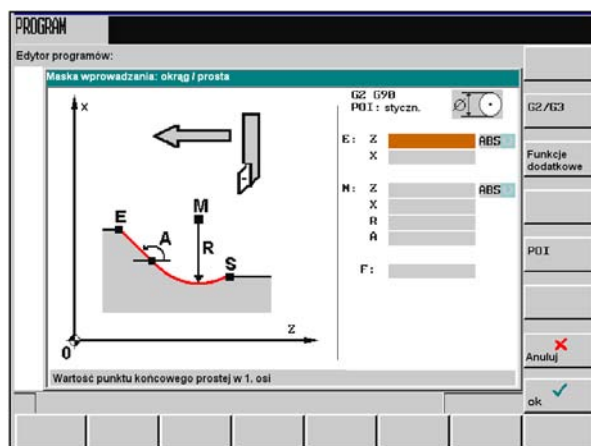 PROGRAM
Edytor programów:
Maska wprowadzania: okrąg / prosta
G2 G90
POI: styczn.
Ø
G2/G3
E: Z ABS
X
Funkcje
dodatkowe
M: Z ABS
X
R
A
F:
POI
X
E
A
M
R
S
Z
0
Anuluj
Wartość punktu końcowego prostej w 1. osi
ok